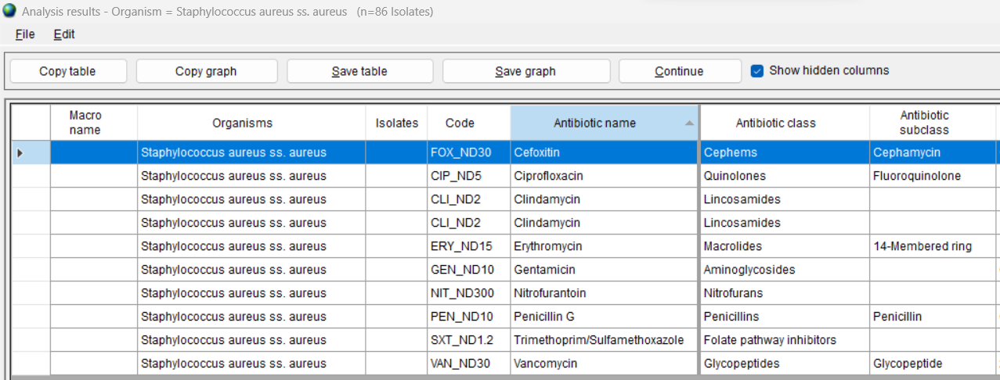 Analysis results - Organism = Staphylococcus aureus ss. aureus (n=86 Isolates)
File Edit
Copy table Copy graph Save table Save graph Continue Show hidden columns
Macro name Organisms Isolates Code Antibiotic name Antibiotic class Antibiotic subclass
Staphylococcus aureus ss. aureus FOX_ND30 Cefoxitin Cephems Cephamycin
Staphylococcus aureus ss. aureus CIP_ND5 Ciprofloxacin Quinolones Fluoroquinolone
Staphylococcus aureus ss. aureus CLI_ND2 Clindamycin Lincosamides
Staphylococcus aureus ss. aureus CLI_ND2 Clindamycin Lincosamides
Staphylococcus aureus ss. aureus ERY_ND15 Erythromycin Macrolides 14-Membered ring
Staphylococcus aureus ss. aureus GEN_ND10 Gentamicin Aminoglycosides
Staphylococcus aureus ss. aureus NIT_ND300 Nitrofurantoin Nitrofurans
Staphylococcus aureus ss. aureus PEN_ND10 Penicillin G Penicillins Penicillin
Staphylococcus aureus ss. aureus SXT_ND1.2 Trimethoprim/Sulfamethoxazole Folate pathway inhibitors
Staphylococcus aureus ss. aureus VAN_ND30 Vancomycin Glycopeptides Glycopeptide